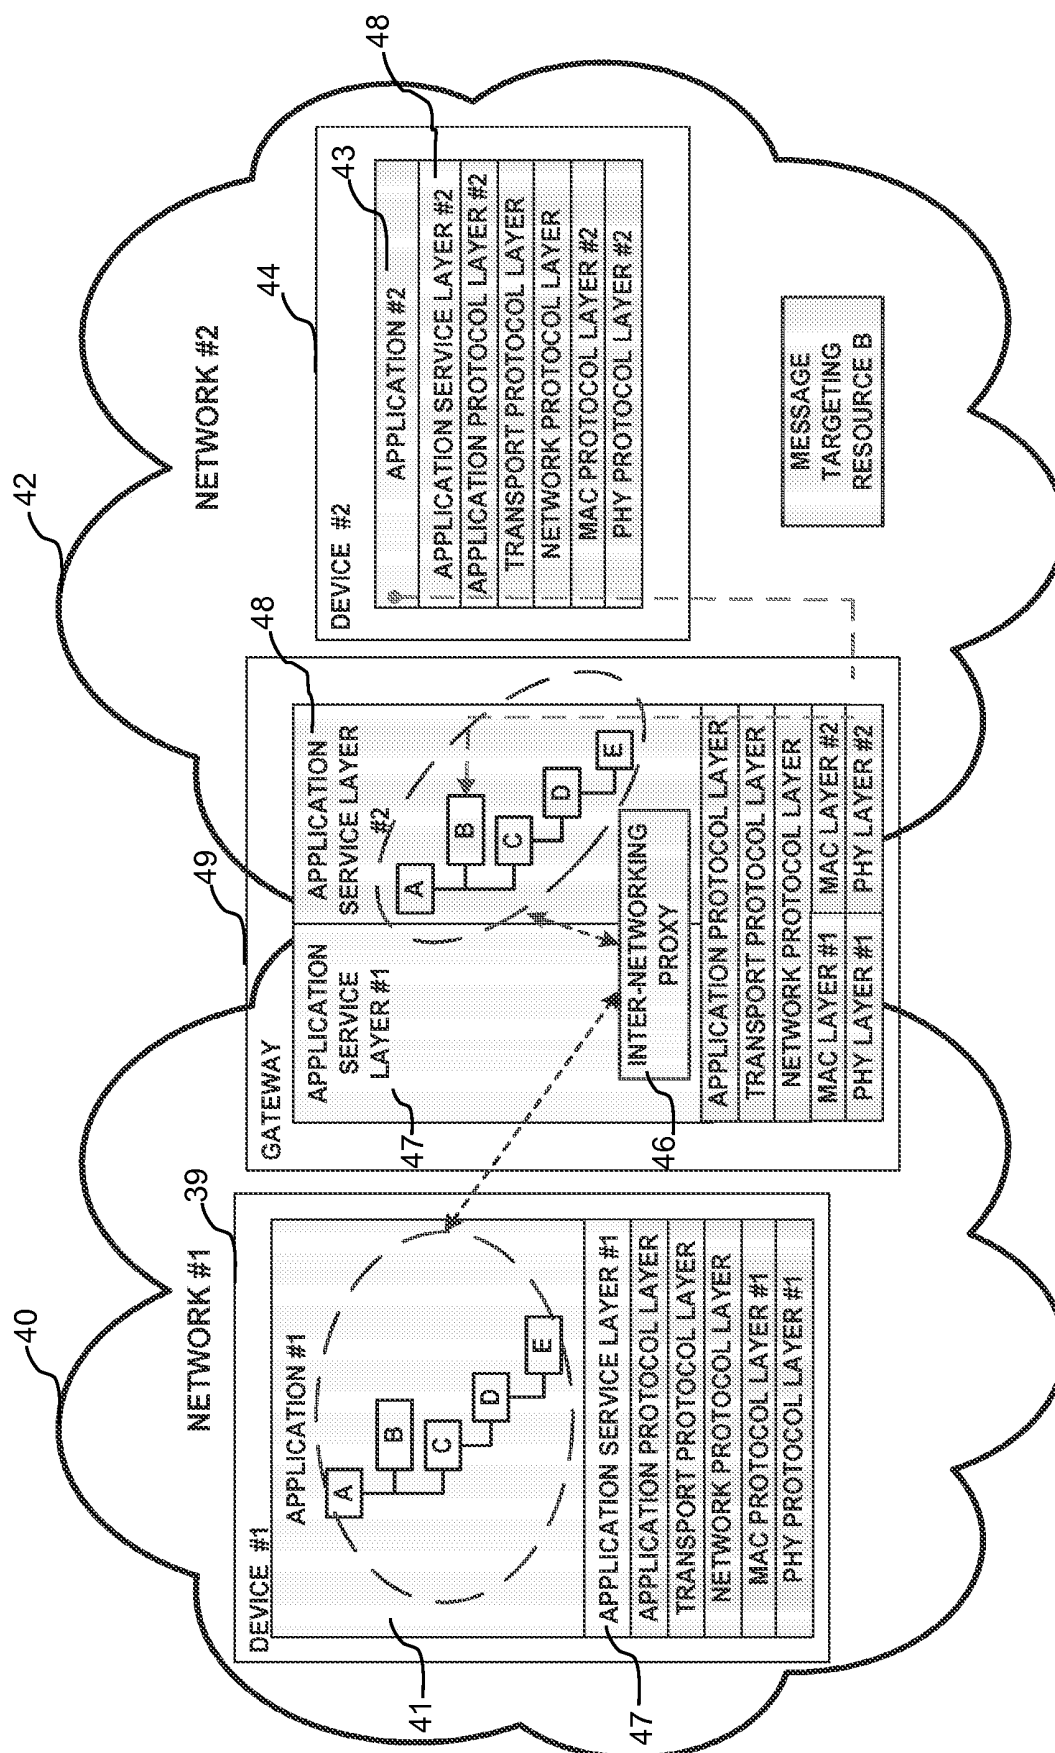 40
42
NETWORK #1
NETWORK #2
39
DEVICE #1
APPLICATION #1
A
B
C
D
E
41
APPLICATION SERVICE LAYER #1
47
APPLICATION PROTOCOL LAYER
TRANSPORT PROTOCOL LAYER
NETWORK PROTOCOL LAYER
MAC PROTOCOL LAYER #1
PHY PROTOCOL LAYER #1
49
GATEWAY
APPLICATION
SERVICE
LAYER #1
47
APPLICATION
SERVICE LAYER
#2
48
A
B
C
D
E
INTER-NETWORKING
PROXY
46
APPLICATION PROTOCOL LAYER
TRANSPORT PROTOCOL LAYER
NETWORK PROTOCOL LAYER
MAC LAYER #1
MAC LAYER #2
PHY LAYER #1
PHY LAYER #2
44
DEVICE #2
43
APPLICATION #2
48
APPLICATION SERVICE LAYER #2
APPLICATION PROTOCOL LAYER #2
TRANSPORT PROTOCOL LAYER
NETWORK PROTOCOL LAYER
MAC PROTOCOL LAYER #2
PHY PROTOCOL LAYER #2
MESSAGE
TARGETING
RESOURCE B